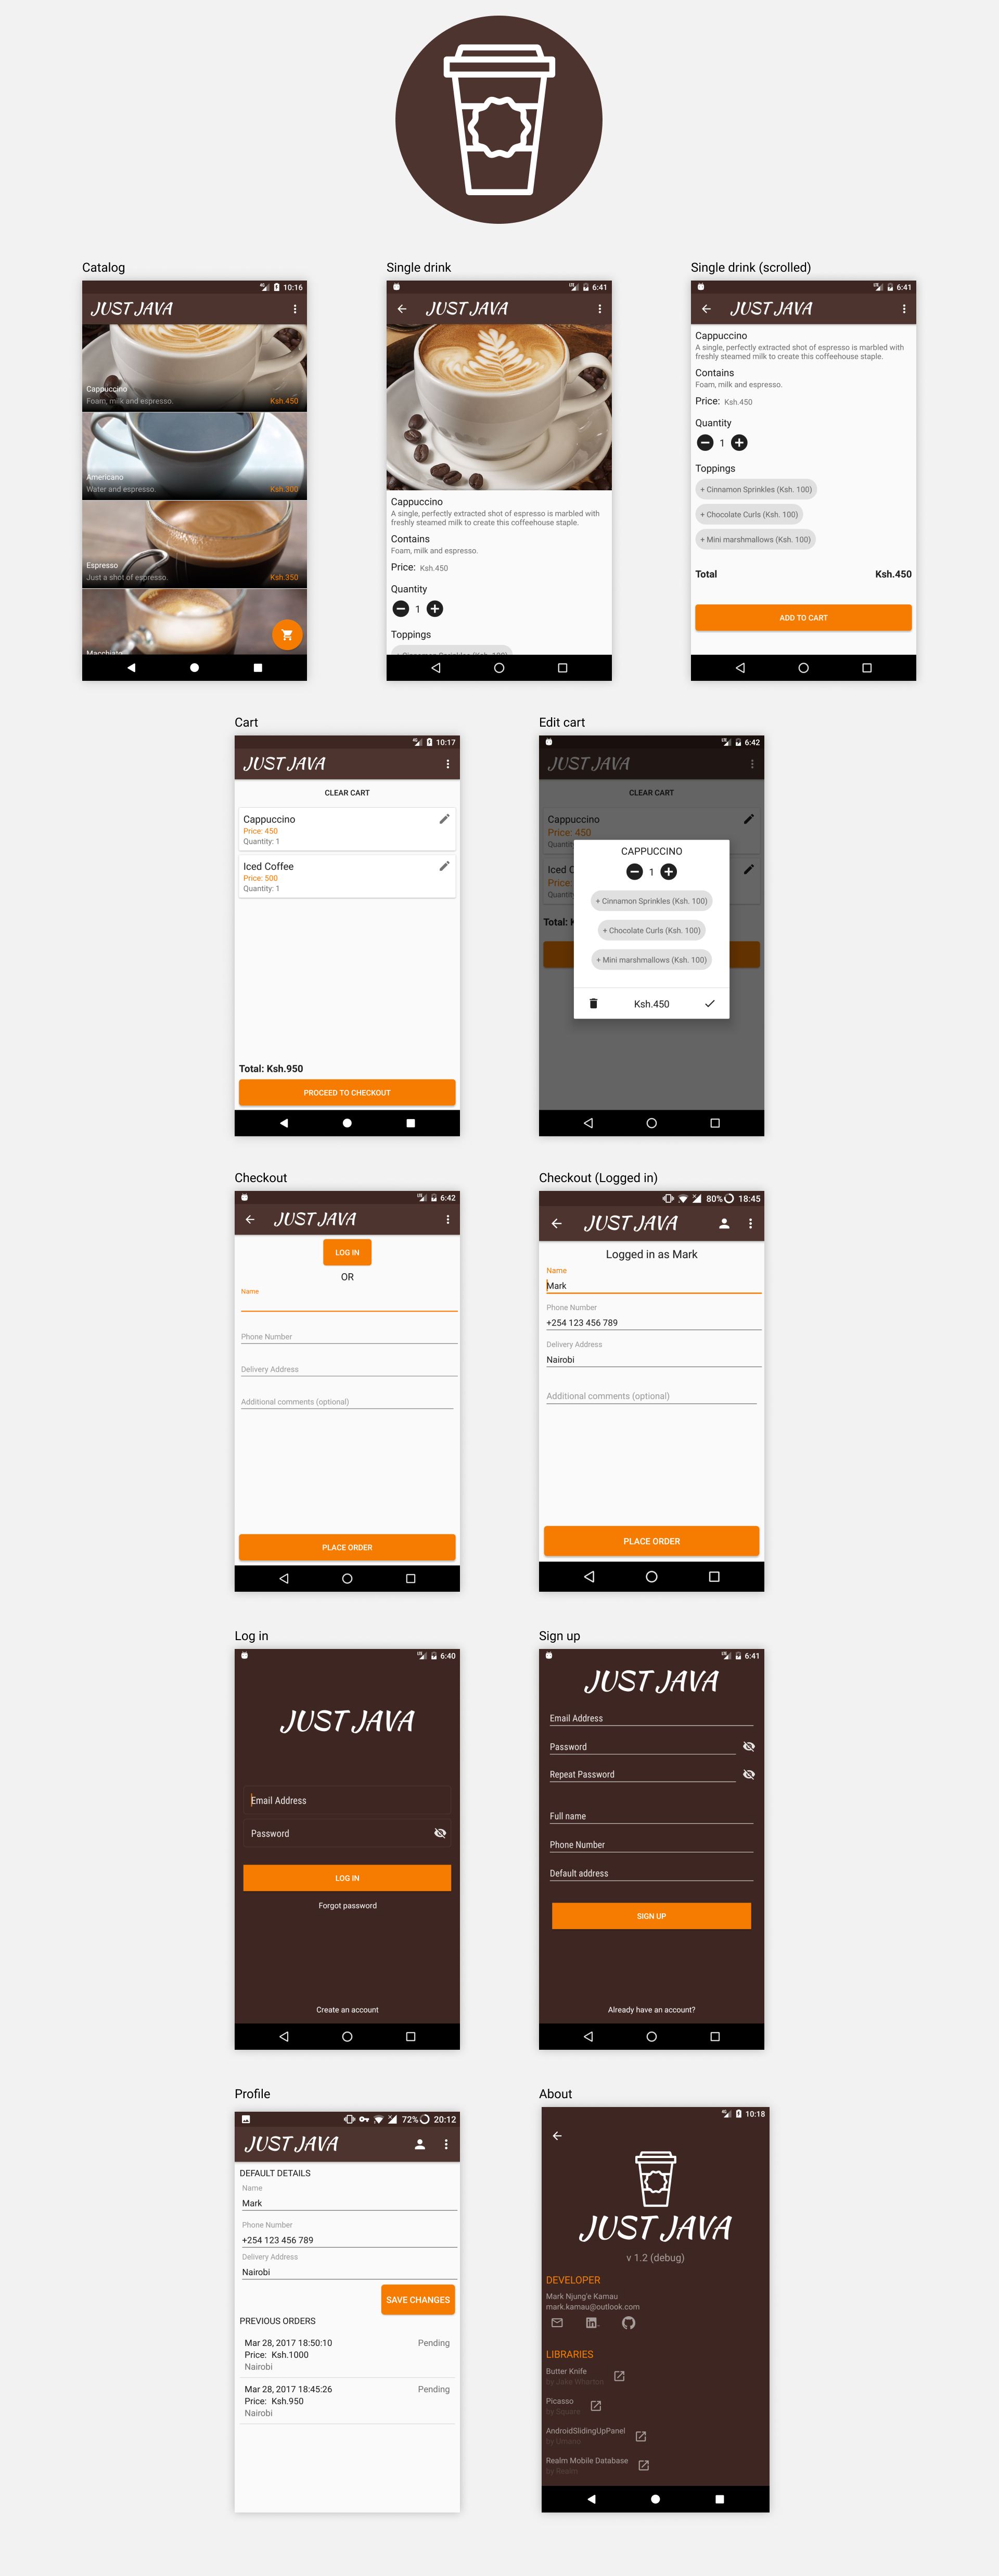 Catalog
10:16
JUST JAVA
Cappuccino
Foam, milk and espresso.
Ksh.450
Americano
Water and espresso.
Ksh.300
Espresso
Just a shot of espresso.
Ksh.350
Macchiato
Single drink
6:41
JUST JAVA
Cappuccino
A single, perfectly extracted shot of espresso is marbled with
freshly steamed milk to create this coffeehouse staple.
Contains
Foam, milk and espresso.
Price: Ksh.450
Quantity
1
Toppings
+ Cinnamon Sprinkles (Ksh. 100)
Single drink (scrolled)
6:41
JUST JAVA
Cappuccino
A single, perfectly extracted shot of espresso is marbled with
freshly steamed milk to create this coffeehouse staple.
Contains
Foam, milk and espresso.
Price: Ksh.450
Quantity
1
Toppings
+ Cinnamon Sprinkles (Ksh. 100)
+ Chocolate Curls (Ksh. 100)
+ Mini marshmallows (Ksh. 100)
Total Ksh.450
ADD TO CART
Cart
10:17
JUST JAVA
CLEAR CART
Cappuccino
Price: 450
Quantity: 1
Iced Coffee
Price: 500
Quantity: 1
Total: Ksh.950
PROCEED TO CHECKOUT
Edit cart
6:42
JUST JAVA
CLEAR CART
Cappuccino
Price: 450
Quantit
Iced C
Price:
Total:
CAPPUCCINO
1
+ Cinnamon Sprinkles (Ksh. 100)
+ Chocolate Curls (Ksh. 100)
+ Mini marshmallows (Ksh. 100)
Ksh.450
Checkout
6:42
JUST JAVA
LOG IN
OR
Name
Phone Number
Delivery Address
Additional comments (optional)
PLACE ORDER
Checkout (Logged in)
80% 18:45
JUST JAVA
Logged in as Mark
Name
Mark
Phone Number
+254 123 456 789
Delivery Address
Nairobi
Additional comments (optional)
PLACE ORDER
Log in
6:40
JUST JAVA
Email Address
Password
LOG IN
Forgot password
Create an account
Sign up
6:41
JUST JAVA
Email Address
Password
Repeat Password
Full name
Phone Number
Default address
SIGN UP
Already have an account?
Profile
72% 20:12
JUST JAVA
DEFAULT DETAILS
Name
Mark
Phone Number
+254 123 456 789
Delivery Address
Nairobi
SAVE CHANGES
PREVIOUS ORDERS
Mar 28, 2017 18:50:10 Pending
Price: Ksh.1000
Nairobi
Mar 28, 2017 18:45:26 Pending
Price: Ksh.950
Nairobi
About
10:18
JUST JAVA
v 1.2 (debug)
DEVELOPER
Mark Njung'e Kamau
mark.kamau@outlook.com
LIBRARIES
Butter Knife
by Jake Wharton
Picasso
by Square
AndroidSlidingUpPanel
by Umano
Realm Mobile Database
by Realm